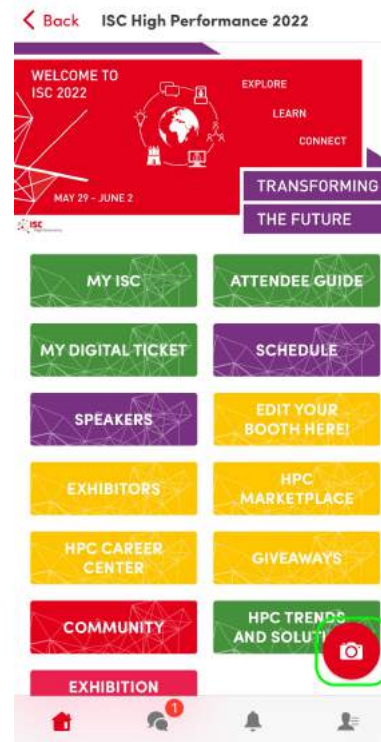 Back ISC High Performance 2022
WELCOME TO
ISC 2022
EXPLORE
LEARN
CONNECT
MAY 29 - JUNE 2
TRANSFORMING
THE FUTURE
ISC
MY ISC
ATTENDEE GUIDE
MY DIGITAL TICKET
SCHEDULE
SPEAKERS
EDIT YOUR
BOOTH HERE!
EXHIBITORS
HPC
MARKETPLACE
HPC CAREER
CENTER
GIVEAWAYS
COMMUNITY
HPC TRENDS
AND
EXHIBITION
1